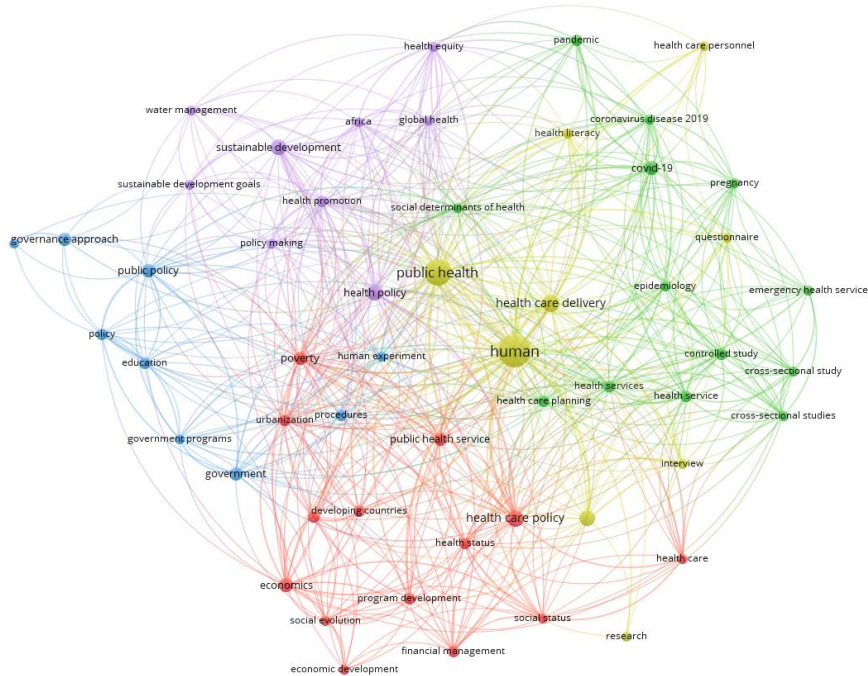 pandemic
health care personnel
health equity
water management
africa
global health
coronavirus disease 2019
health literacy
sustainable development
covid-19
sustainable development goals
pregnancy
health promotion
social determinants of health
governance approach
policy making
questionnaire
public policy
public health
health policy
epidemiology
emergency health service
health care delivery
policy
human
education
poverty
human experiment
controlled study
cross-sectional study
health services
health care planning
health service
urbanization
procedures
cross-sectional studies
government programs
public health service
interview
government
developing countries
health care policy
health status
health care
economics
program development
social evolution
social status
research
financial management
economic development